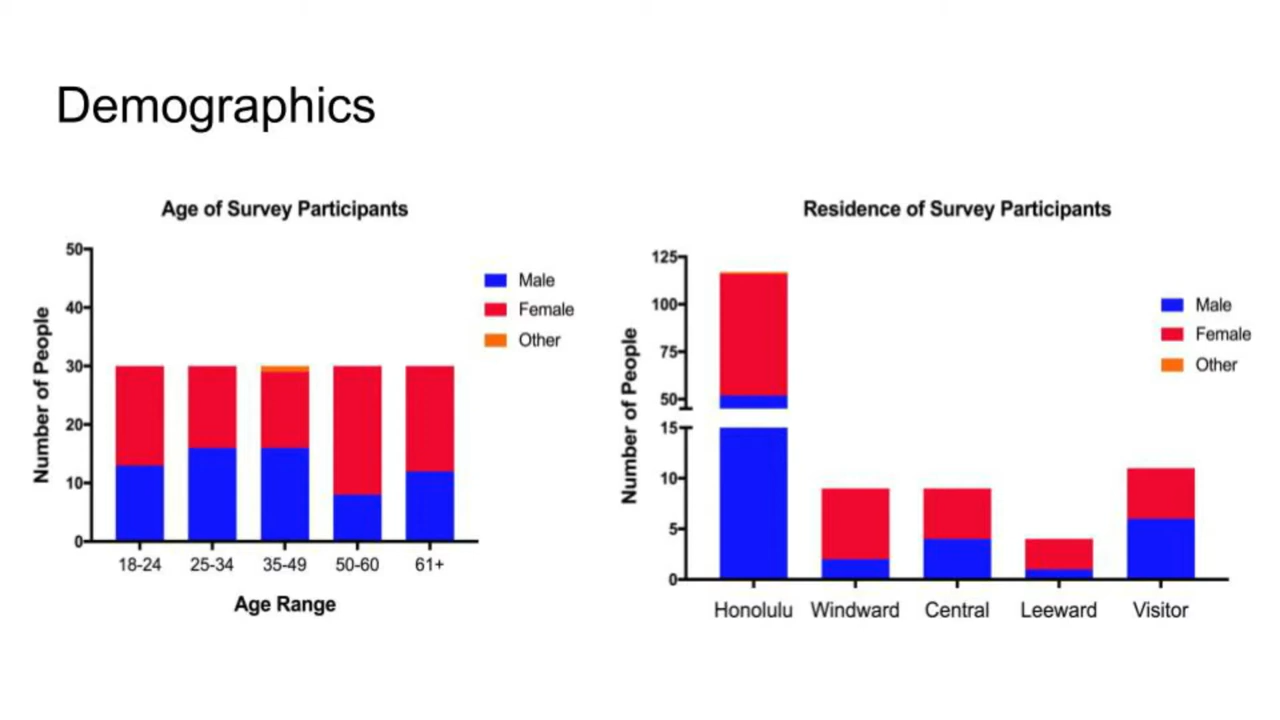 Demographics
Age of Survey Participants
50
40
30
20
10
0
Number of People
18-24 25-34 35-49 50-60 61+
Age Range
Male
Female
Other
Residence of Survey Participants
125
100
75
50
15
10
5
0
Number of People
Honolulu Windward Central Leeward Visitor
Male
Female
Other